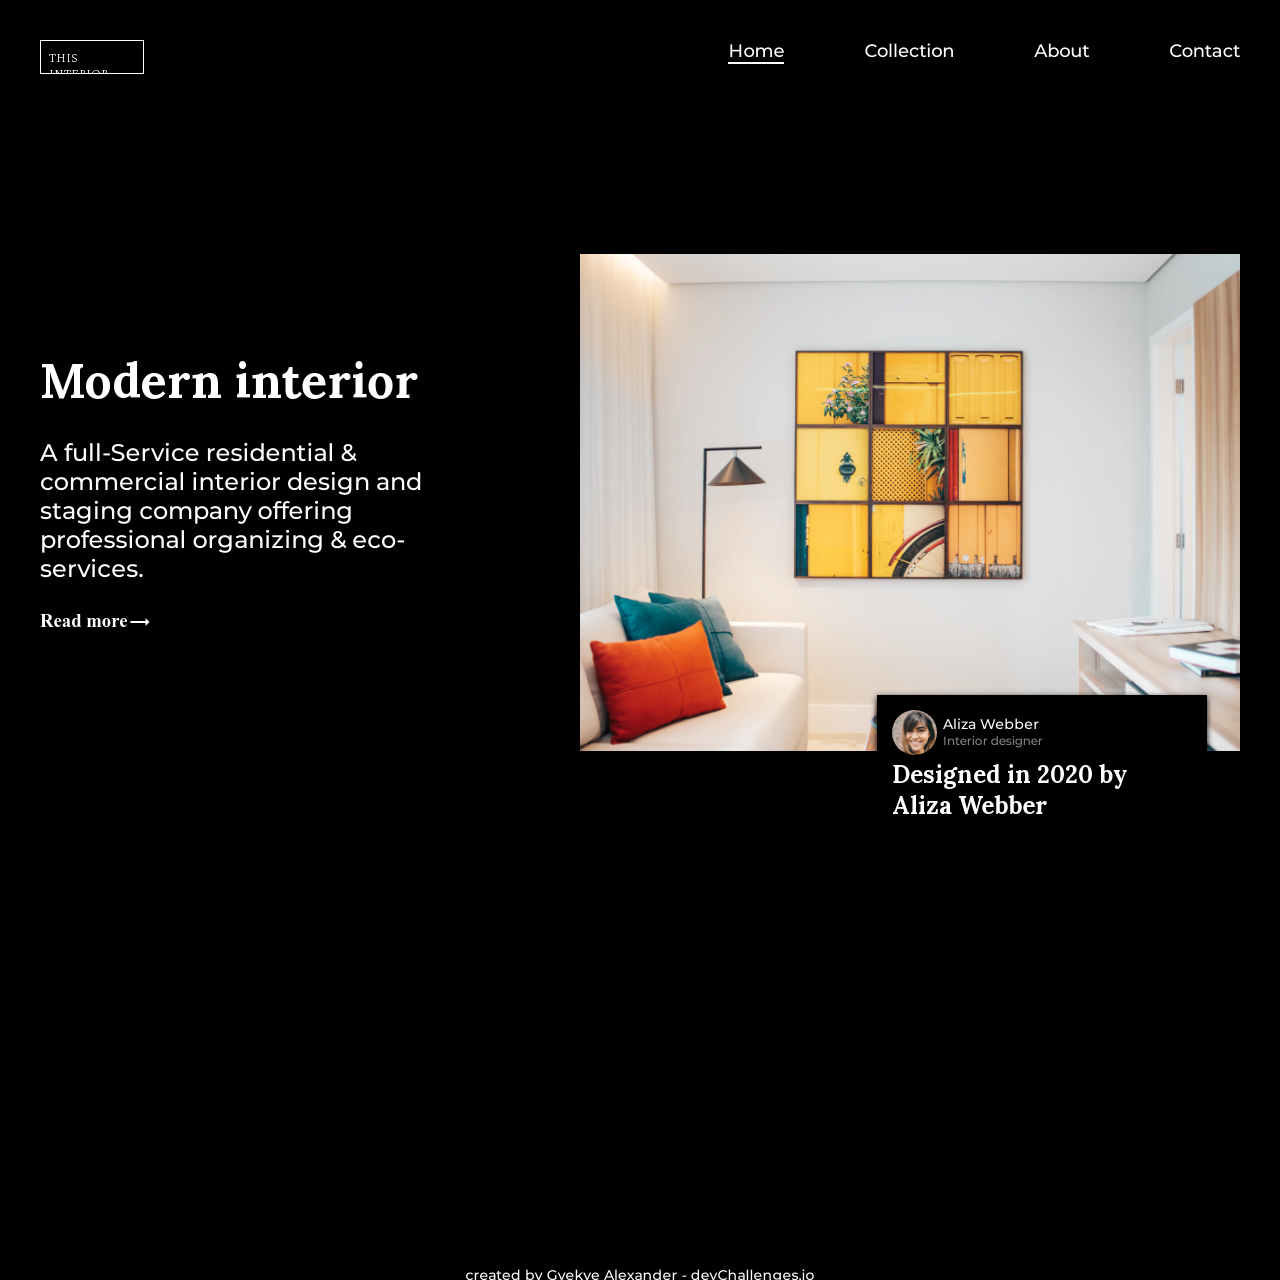 THIS
INTERIOR
Home
Collection
About
Contact
Modern interior
A full-Service residential &
commercial interior design and
staging company offering
professional organizing & eco-
services.
Read more
Aliza Webber
Interior designer
Designed in 2020 by
Aliza Webber
created by Gyekye Alexander - devChallenges.io